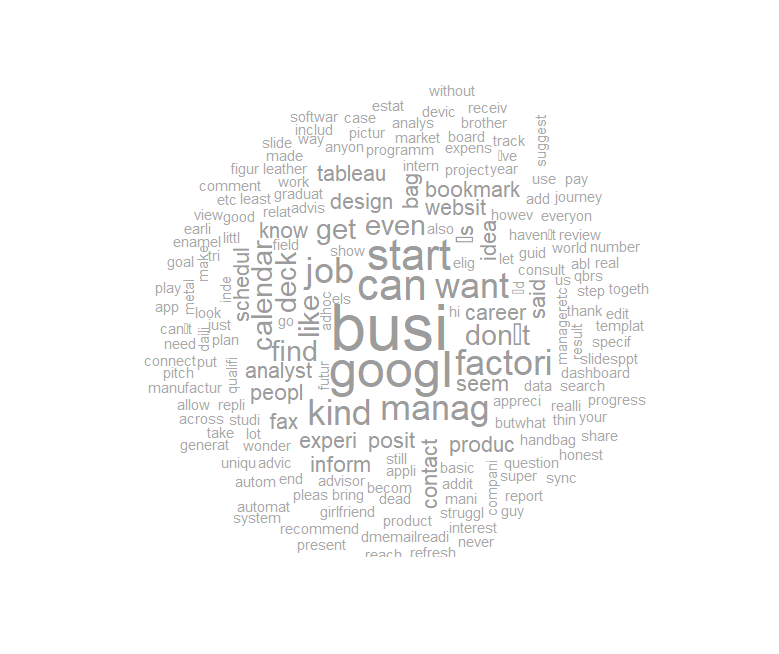 without
estat
devic receiv
softwar case
suggest
includ
analys
brother
slide way
pictur
market board
track
anyon
programm
expens
made
intern
project year
figur leather
tableau
bag
comment
work
bookmark
use pay
etc least
graduat
design
add journey
relat advis
websit
view good
know get even also
idea
howev everyon
earli
enamel littl
field
start
review
show
world number
goal tri
make
schedul
calendar
deck
job
can want
elig
let guid
consult
abl real
us qbrs
play
metal
inde
said
step togeth
app
look
els
adhoc
like
busi
hi career
manageretc
thank edit
just
go
templat
need
daili
plan
find
result
specif
connect put
googl
factori
slidesppt
pitch
analyst
futur
seem data search
dashboard
manufactur
qualifi
peopl
kind manag
appreci
realli
progress
allow repli
fax
butwhat thin your
across studi
take lot
experi posit
produc
handbag share
generat
wonder
contact
honest
uniqu advic
inform
still
appli
basic
question
autom end
advisor
becom
addit
compani
super sync
pleas bring
dead
mani
report
automat
girlfriend
struggl
guy
system
product
recommend
interest
dmemailreadi
never
present
reach refresh